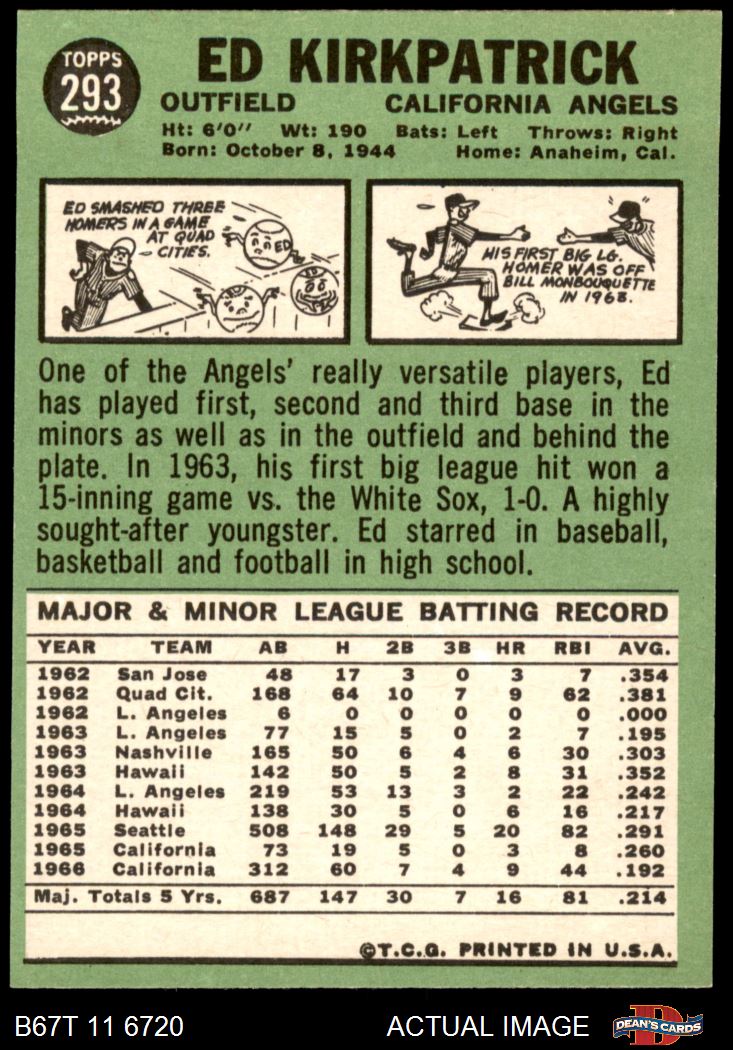 TOPPS
293
ED KIRKPATRICK
OUTFIELD CALIFORNIA ANGELS
Ht: 6'0" Wt: 190 Bats: Left Throws: Right
Born: October 8, 1944 Home: Anaheim, Cal.
ED SMASHED THREE
HOMERS IN A GAME
AT QUAD
CITIES.
ED
HIS FIRST BIG LG.
HOMER WAS OFF
BILL MONBOUQUETTE
IN 1963.
One of the Angels' really versatile players, Ed
has played first, second and third base in the
minors as well as in the outfield and behind the
plate. In 1963, his first big league hit won a
15-inning game vs. the White Sox, 1-0. A highly
sought-after youngster. Ed starred in baseball,
basketball and football in high school.
MAJOR & MINOR LEAGUE BATTING RECORD
YEAR TEAM AB H 2B 3B HR RBI AVG.
1962 San Jose 48 17 3 0 3 7 .354
1962 Quad Cit. 168 64 10 7 9 62 .381
1962 L. Angeles 6 0 0 0 0 0 .000
1963 L. Angeles 77 15 5 0 2 7 .195
1963 Nashville 165 50 6 4 6 30 .303
1963 Hawaii 142 50 5 2 8 31 .352
1964 L. Angeles 219 53 13 3 2 22 .242
1964 Hawaii 138 30 5 0 6 16 .217
1965 Seattle 508 148 29 5 20 82 .291
1965 California 73 19 5 0 3 8 .260
1966 California 312 60 7 4 9 44 .192
Maj. Totals 5 Yrs. 687 147 30 7 16 81 .214
©T.C.G. PRINTED IN U.S.A.
B67T 11 6720 ACTUAL IMAGE
D
DEAN'S CARDS